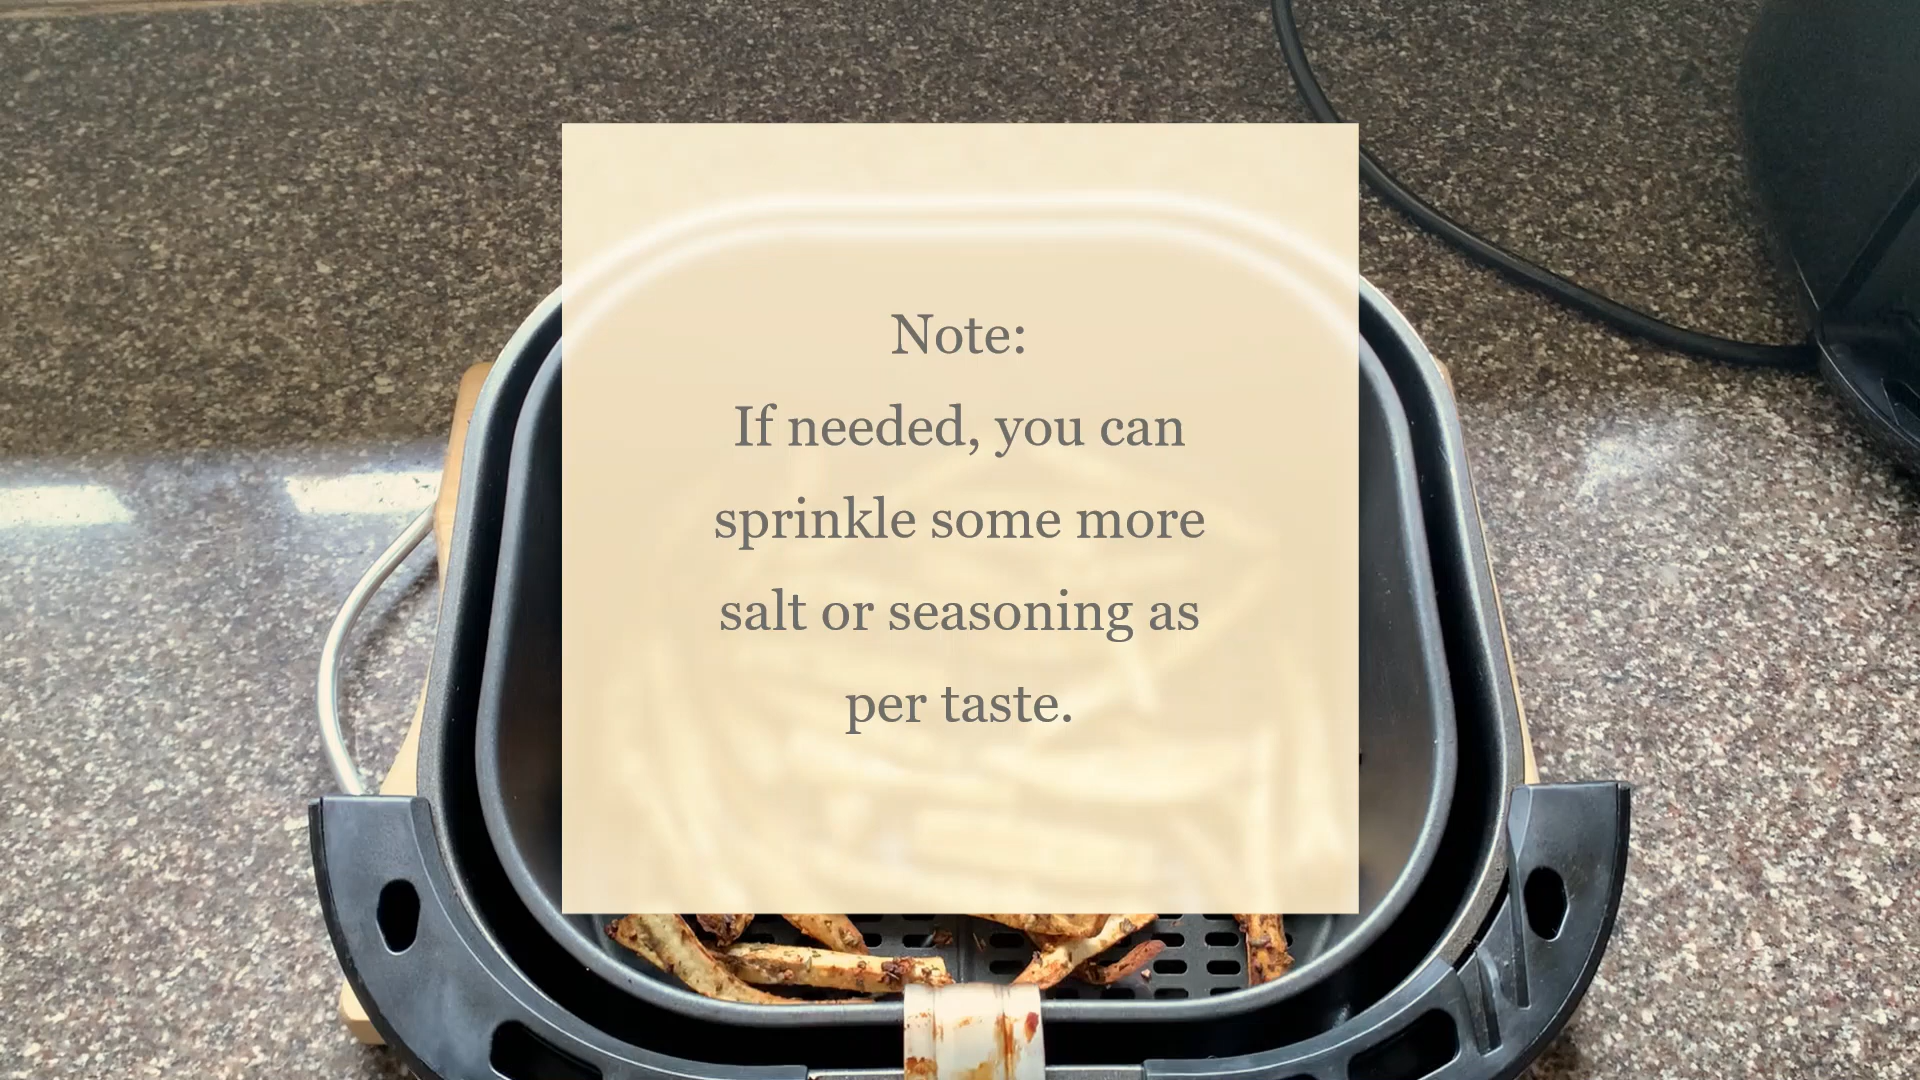 Note:
If needed, you can
sprinkle some more
salt or seasoning as
per taste.